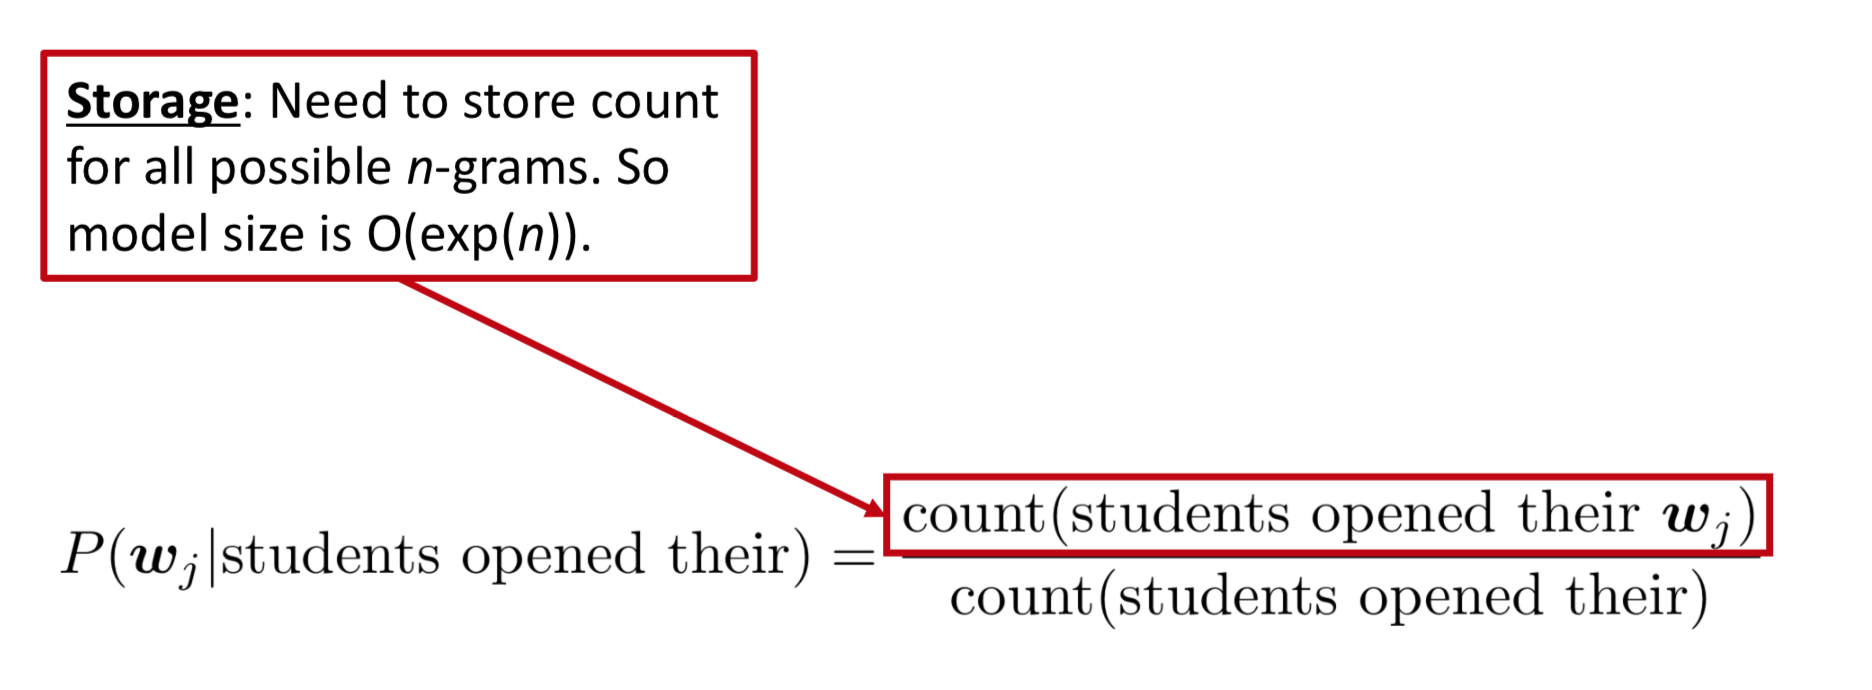 Storage: Need to store count
for all possible n-grams. So
model size is O(exp(n)).
count(students opened their w_j)
P(w_j|students opened their) =
count(students opened their)